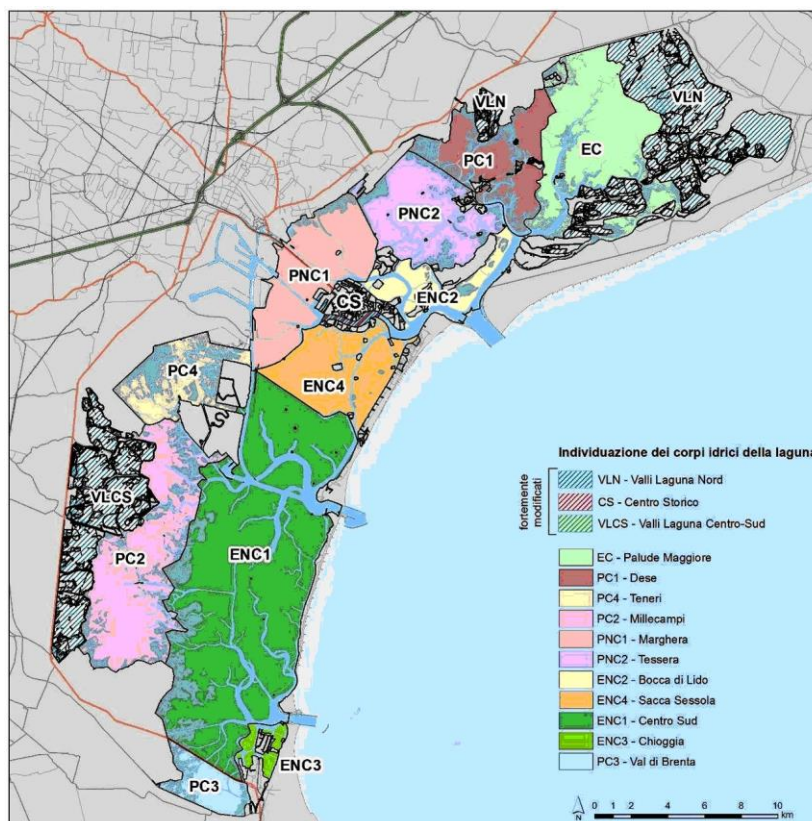 VLN
VLN
PC1
EC
PNC2
PNC1
CS
ENC2
PC4
ENC4
VLCS
PC2
ENC1
ENC3
PC3
Individuazione dei corpi idrici della laguna
fortemente
modificati
VLN - Valli Laguna Nord
CS - Centro Storico
VLCS - Valli Laguna Centro-Sud
EC - Palude Maggiore
PC1 - Dese
PC4 - Teneri
PC2 - Millecampi
PNC1 - Marghera
PNC2 - Tessera
ENC2 - Bocca di Lido
ENC4 - Sacca Sessola
ENC1 - Centro Sud
ENC3 - Chioggia
PC3 - Val di Brenta
N
0 2 4 6 8 10
km